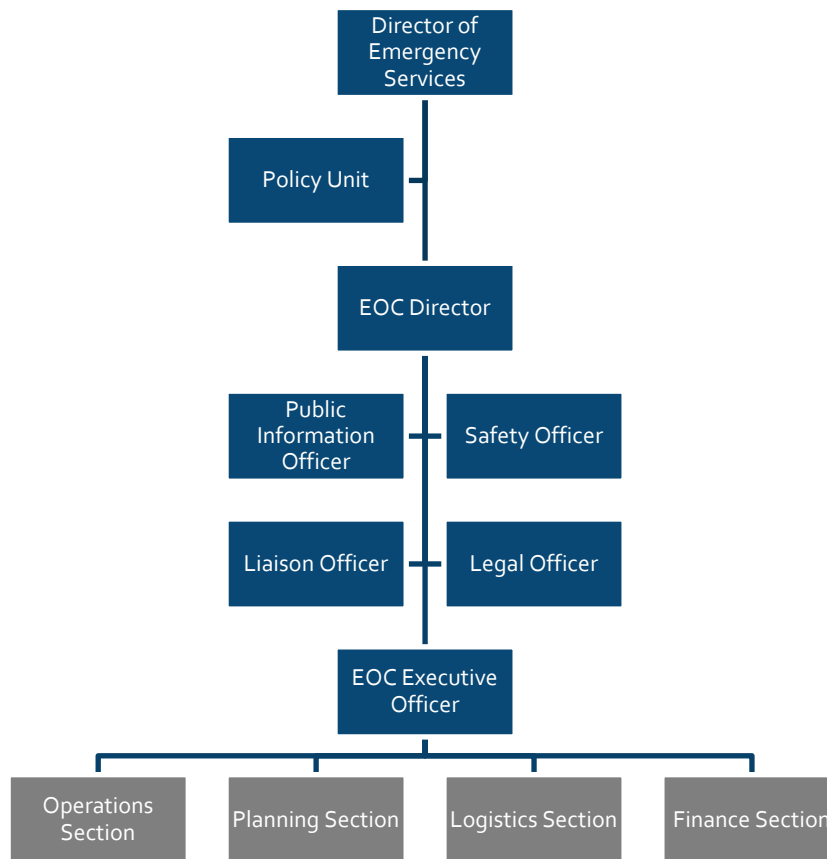 Director of
Emergency
Services
Policy Unit
EOC Director
Public
Information
Officer
Safety Officer
Liaison Officer
Legal Officer
EOC Executive
Officer
Operations
Section
Planning Section
Logistics Section
Finance Section